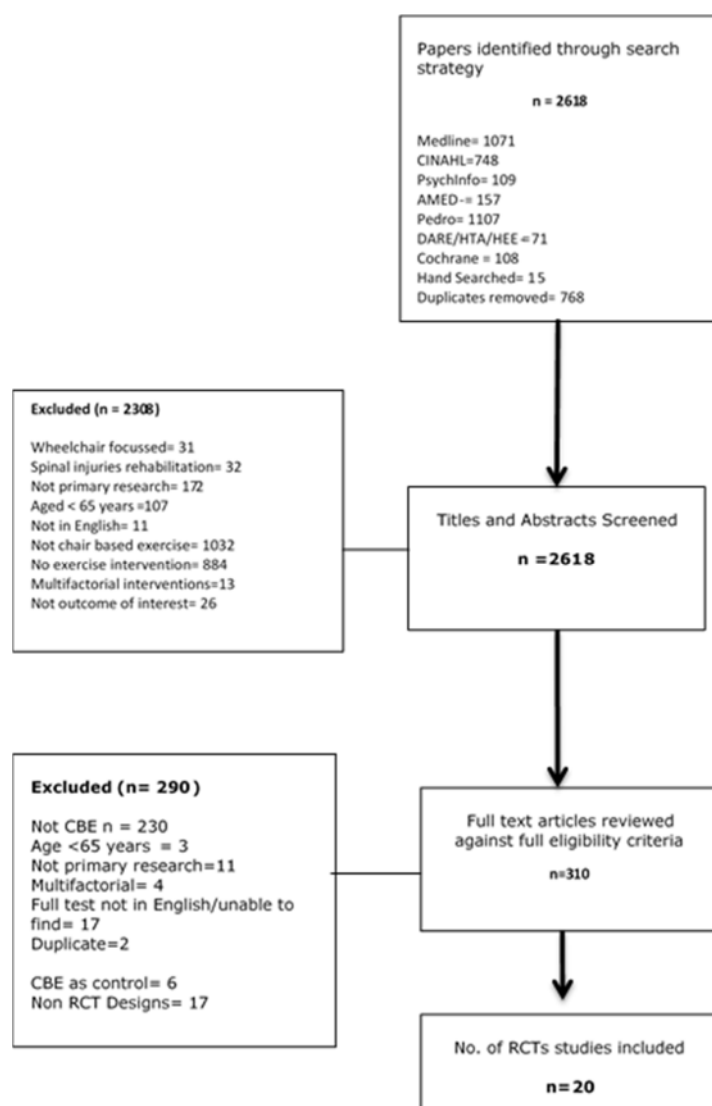 Papers identified through search
strategy
n = 2618
Medline= 1071
CINAHL=748
PsychInfo= 109
AMED-= 157
Pedro= 1107
DARE/HTA/HEE =71
Cochrane = 108
Hand Searched= 15
Duplicates removed= 768
Excluded (n = 2308)
Wheelchair focussed= 31
Spinal injuries rehabilitation= 32
Not primary research= 172
Aged < 65 years =107
Not in English= 11
Not chair based exercise= 1032
No exercise intervention= 884
Multifactorial interventions=13
Not outcome of interest= 26
Titles and Abstracts Screened
n =2618
Excluded (n= 290)
Not CBE n = 230
Age <65 years = 3
Not primary research=11
Multifactorial= 4
Full test not in English/unable to
find= 17
Duplicate=2
CBE as control= 6
Non RCT Designs= 17
Full text articles reviewed
against full eligibility criteria
n=310
No. of RCTs studies included
n=20